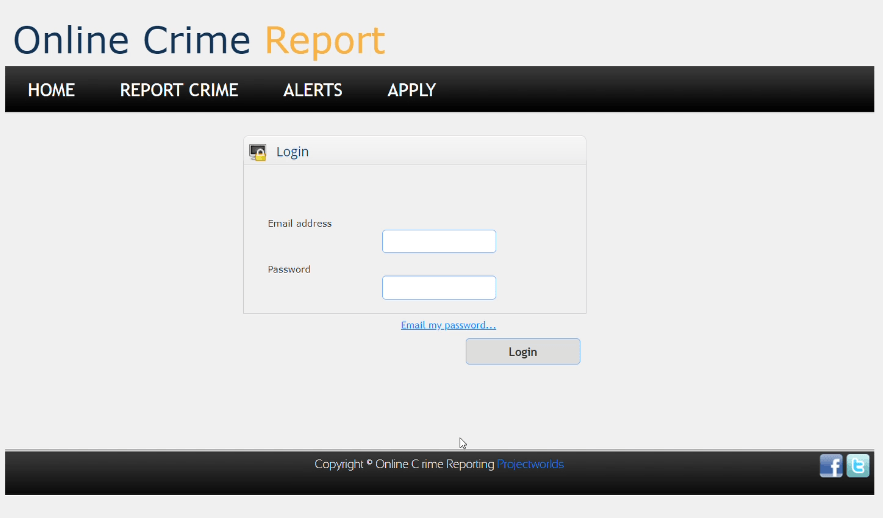 Online Crime Report
HOME REPORT CRIME ALERTS APPLY
Login
Email address
Password
Email my password...
Login
Copyright © Online C rime Reporting Projectworlds